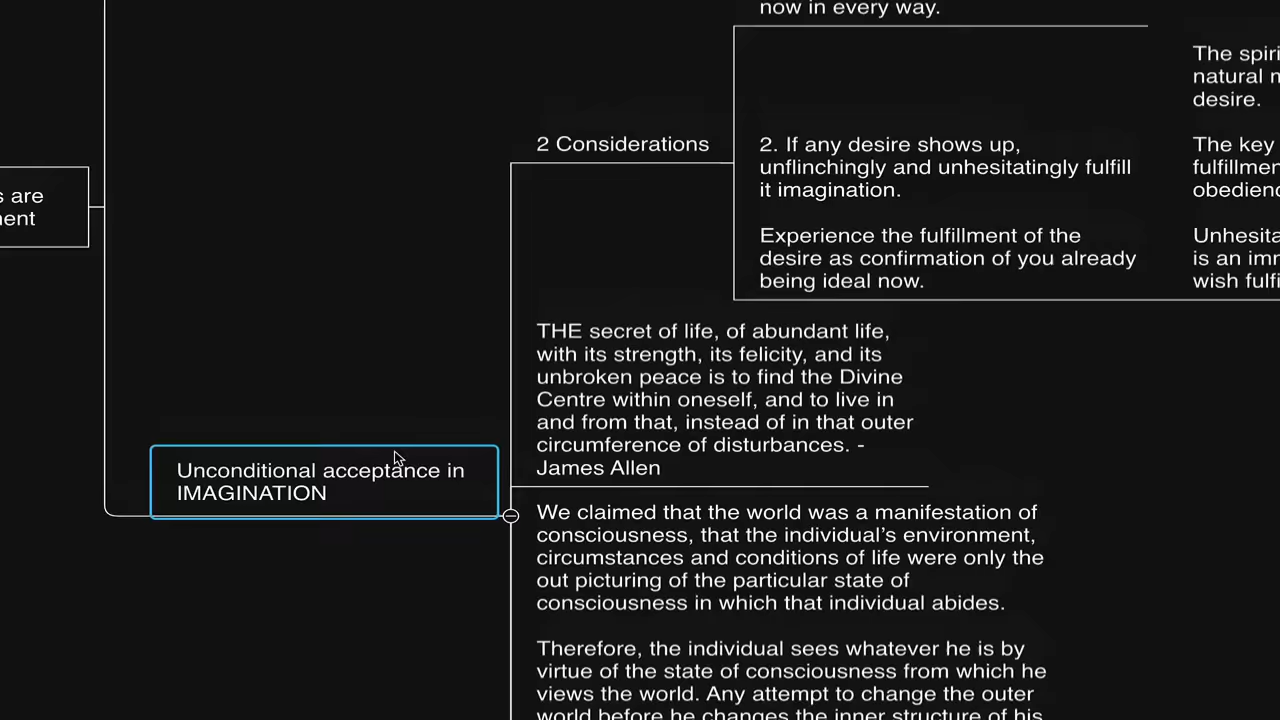 now in every way.
The
natural
desire.
2 Considerations
2. If any desire shows up,
unflinchingly and unhesitatingly fulfill
it imagination.
The key
are
Experience the fulfillment of the
desire as confirmation of you already
being ideal now.
is an
wish
THE secret of life, of abundant life,
with its strength, its felicity, and its
unbroken peace is to find the Divine
Centre within oneself, and to live in
and from that, instead of in that outer
circumference of disturbances. -
James Allen
Unconditional acceptance in
IMAGINATION
We claimed that the world was a manifestation of
consciousness, that the individual’s environment,
circumstances and conditions of life were only the
out picturing of the particular state of
consciousness in which that individual abides.
Therefore, the individual sees whatever he is by
virtue of the state of consciousness from which he
views the world. Any attempt to change the outer
world before he changes the inner structure of his